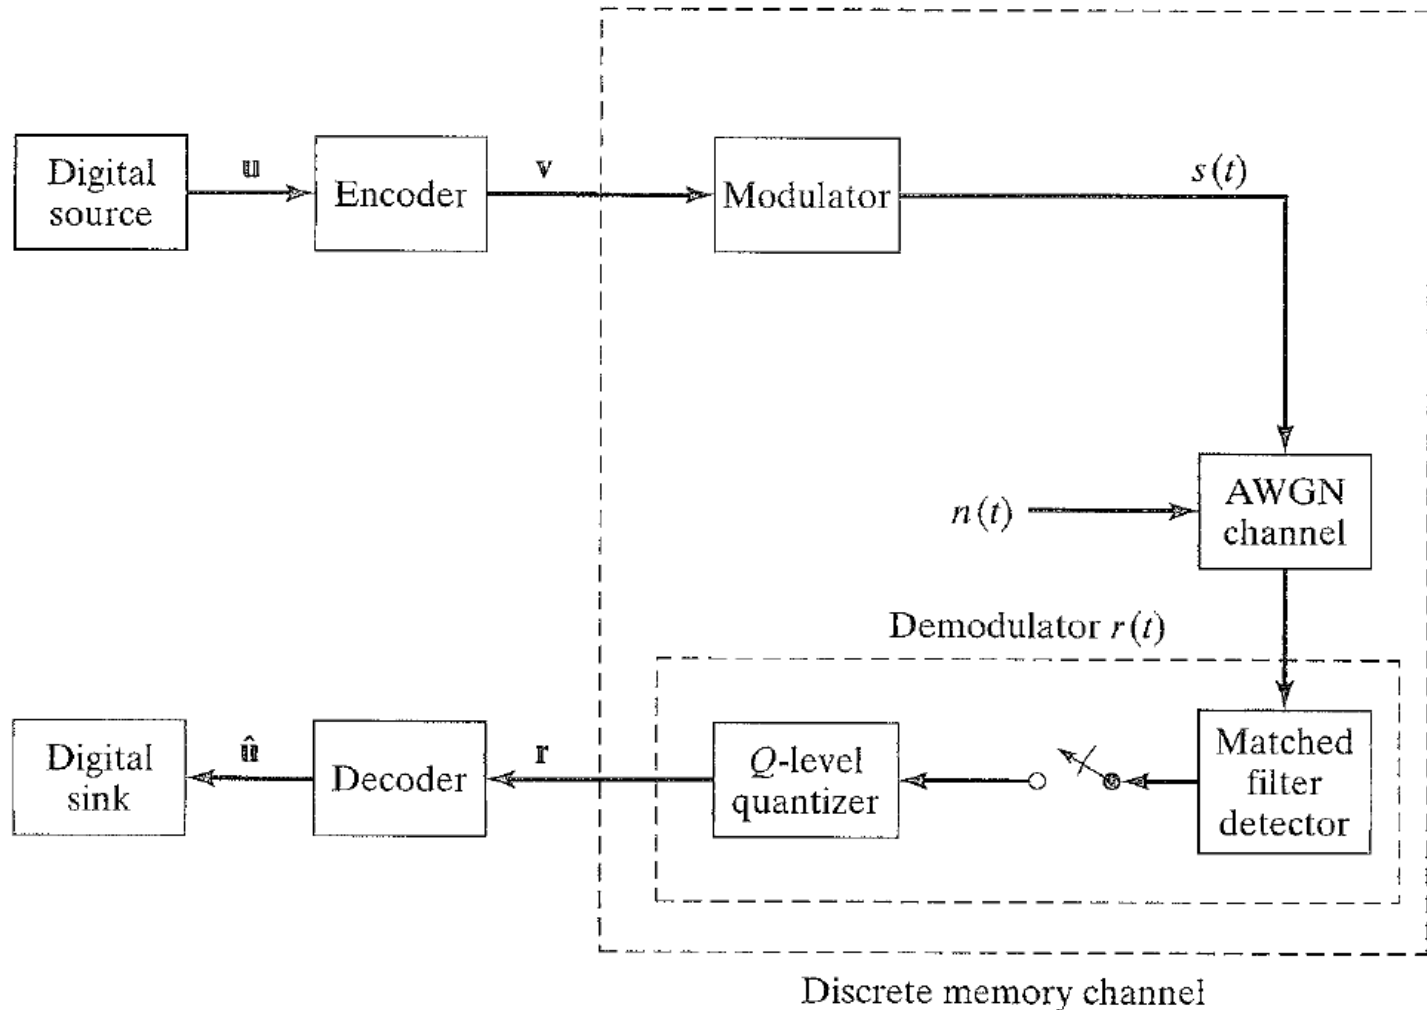 Digital
source
u
Encoder
v
Modulator
s(t)
n(t)
AWGN
channel
Demodulator r(t)
Digital
sink
û
Decoder
r
Q-level
quantizer
Matched
filter
detector
Discrete memory channel